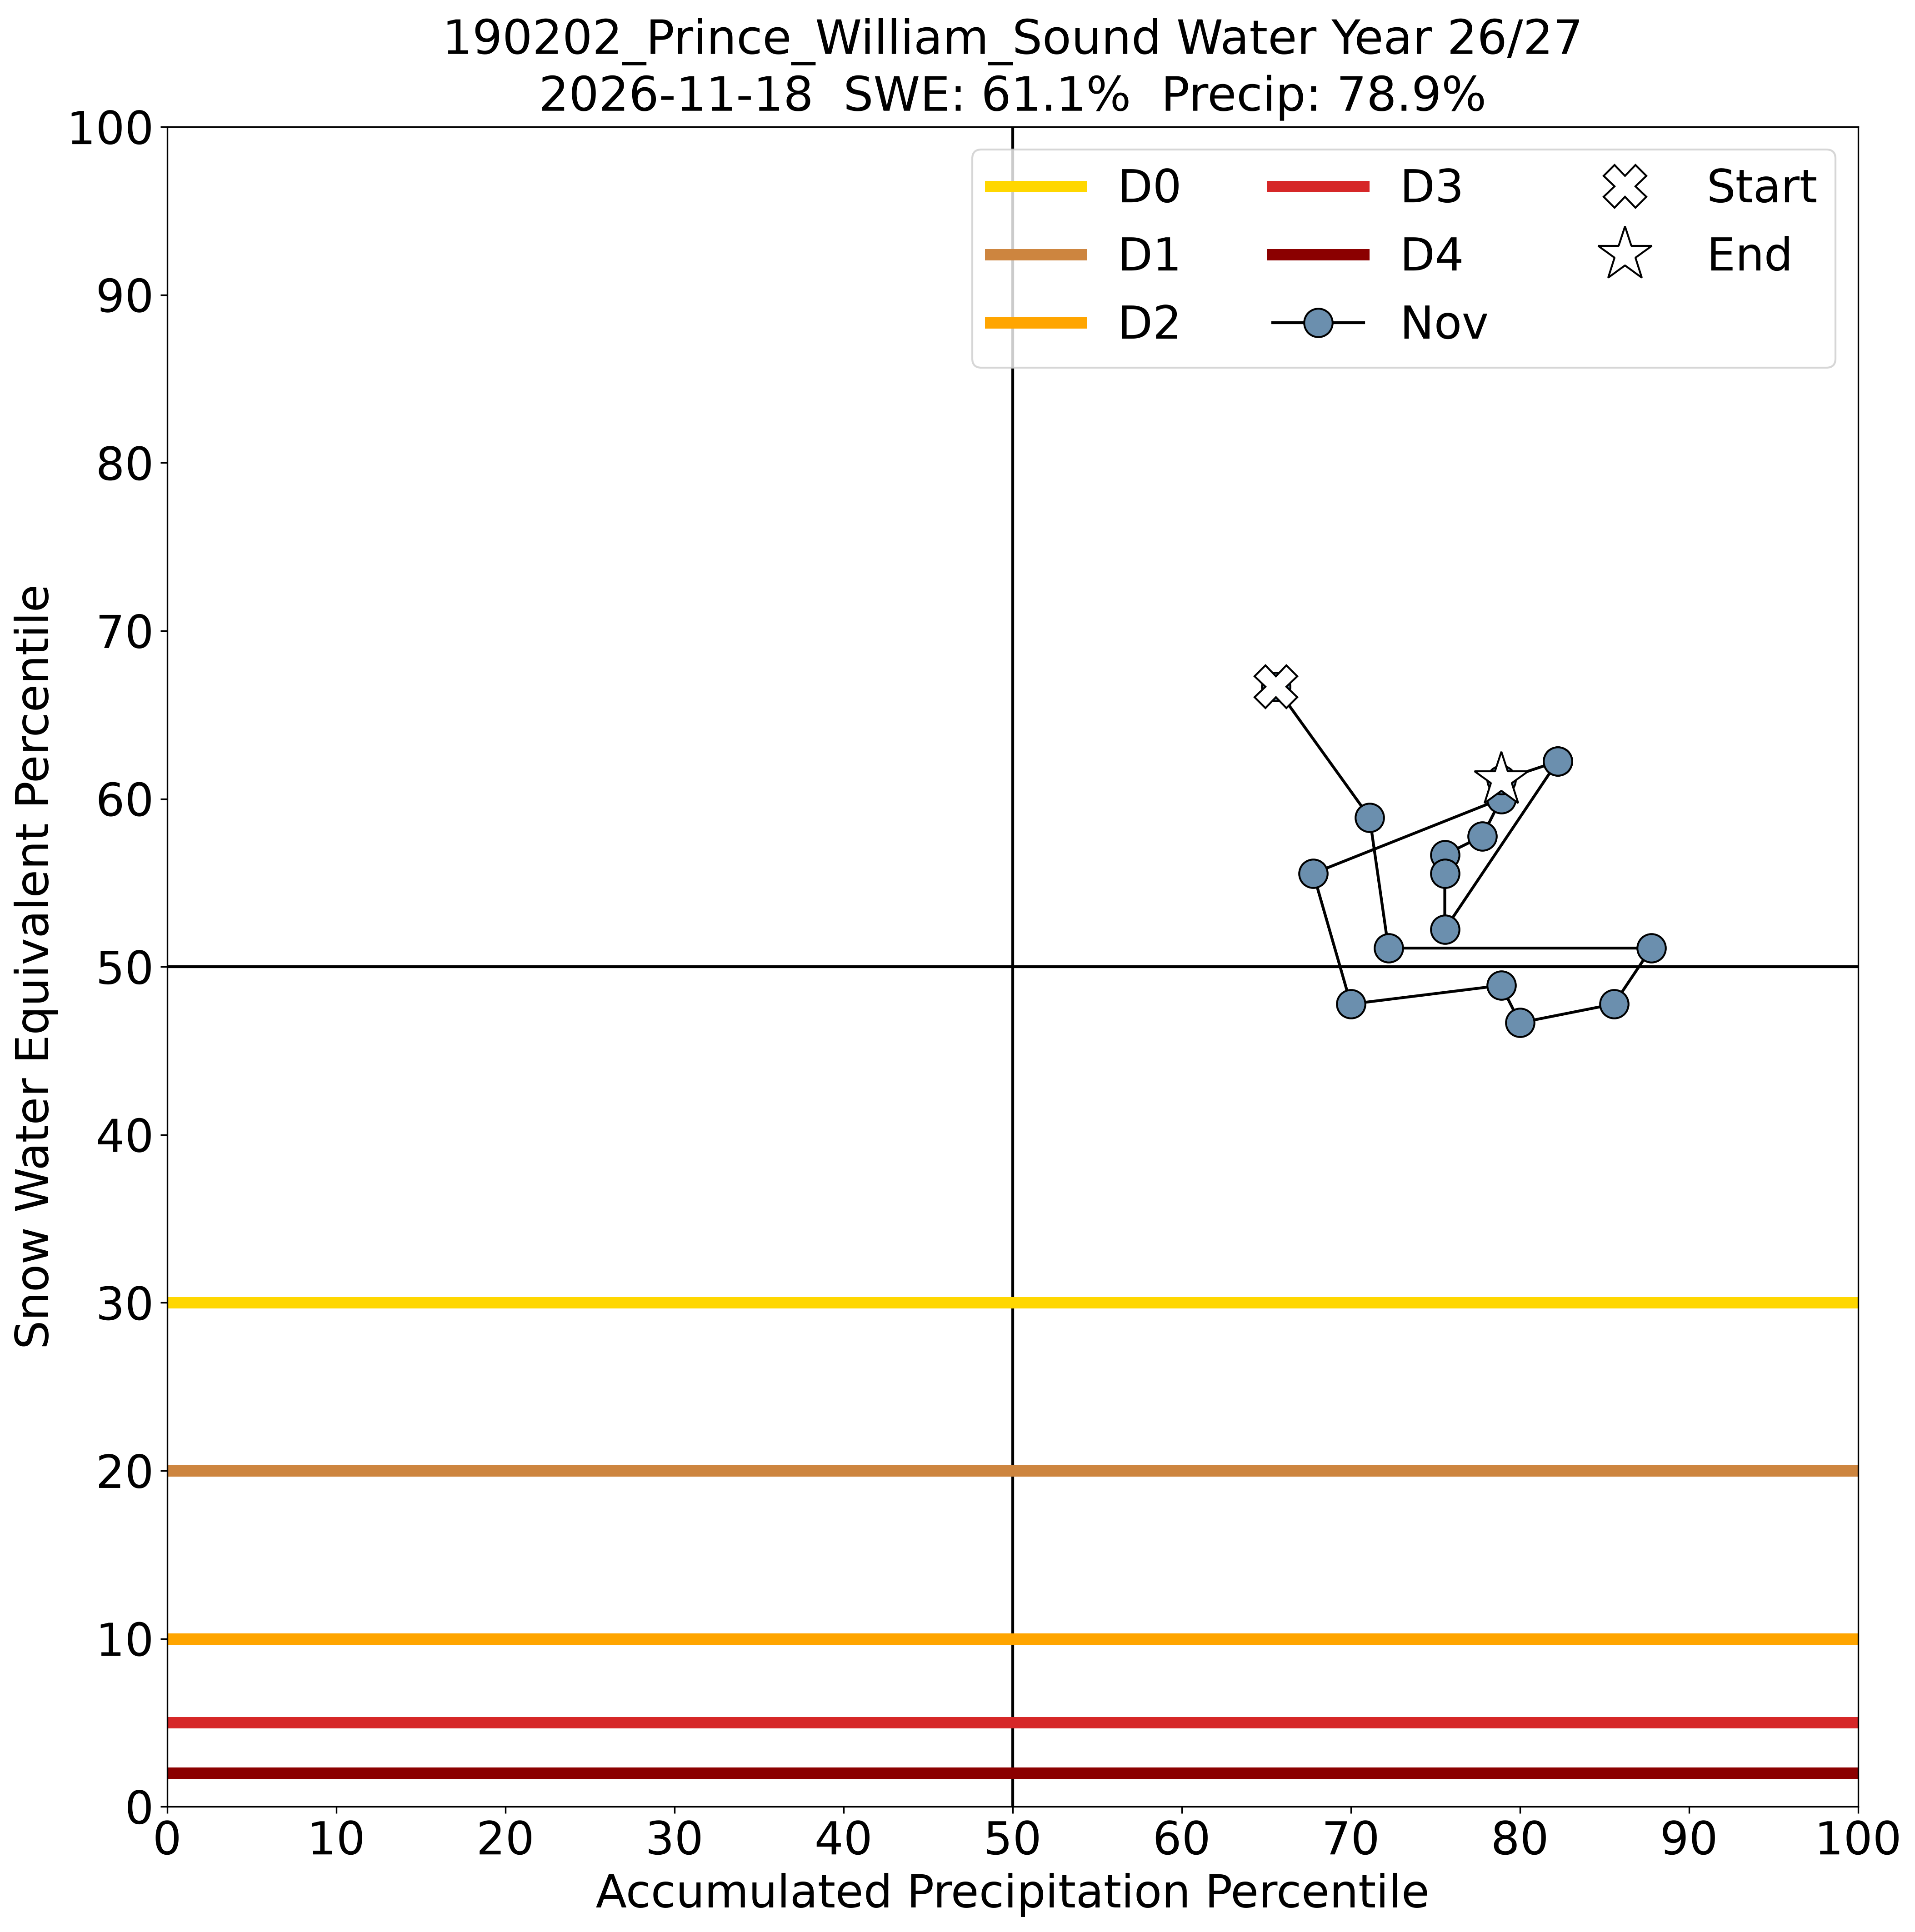 190202_Prince_William_Sound Water Year 26/27
2026-11-18  SWE: 61.1%  Precip: 78.9%
D0
D1
D2
D3
D4
Nov
Start
End
Snow Water Equivalent Percentile
100
90
80
70
60
50
40
30
20
10
0
0 10 20 30 40 50 60 70 80 90 100
Accumulated Precipitation Percentile